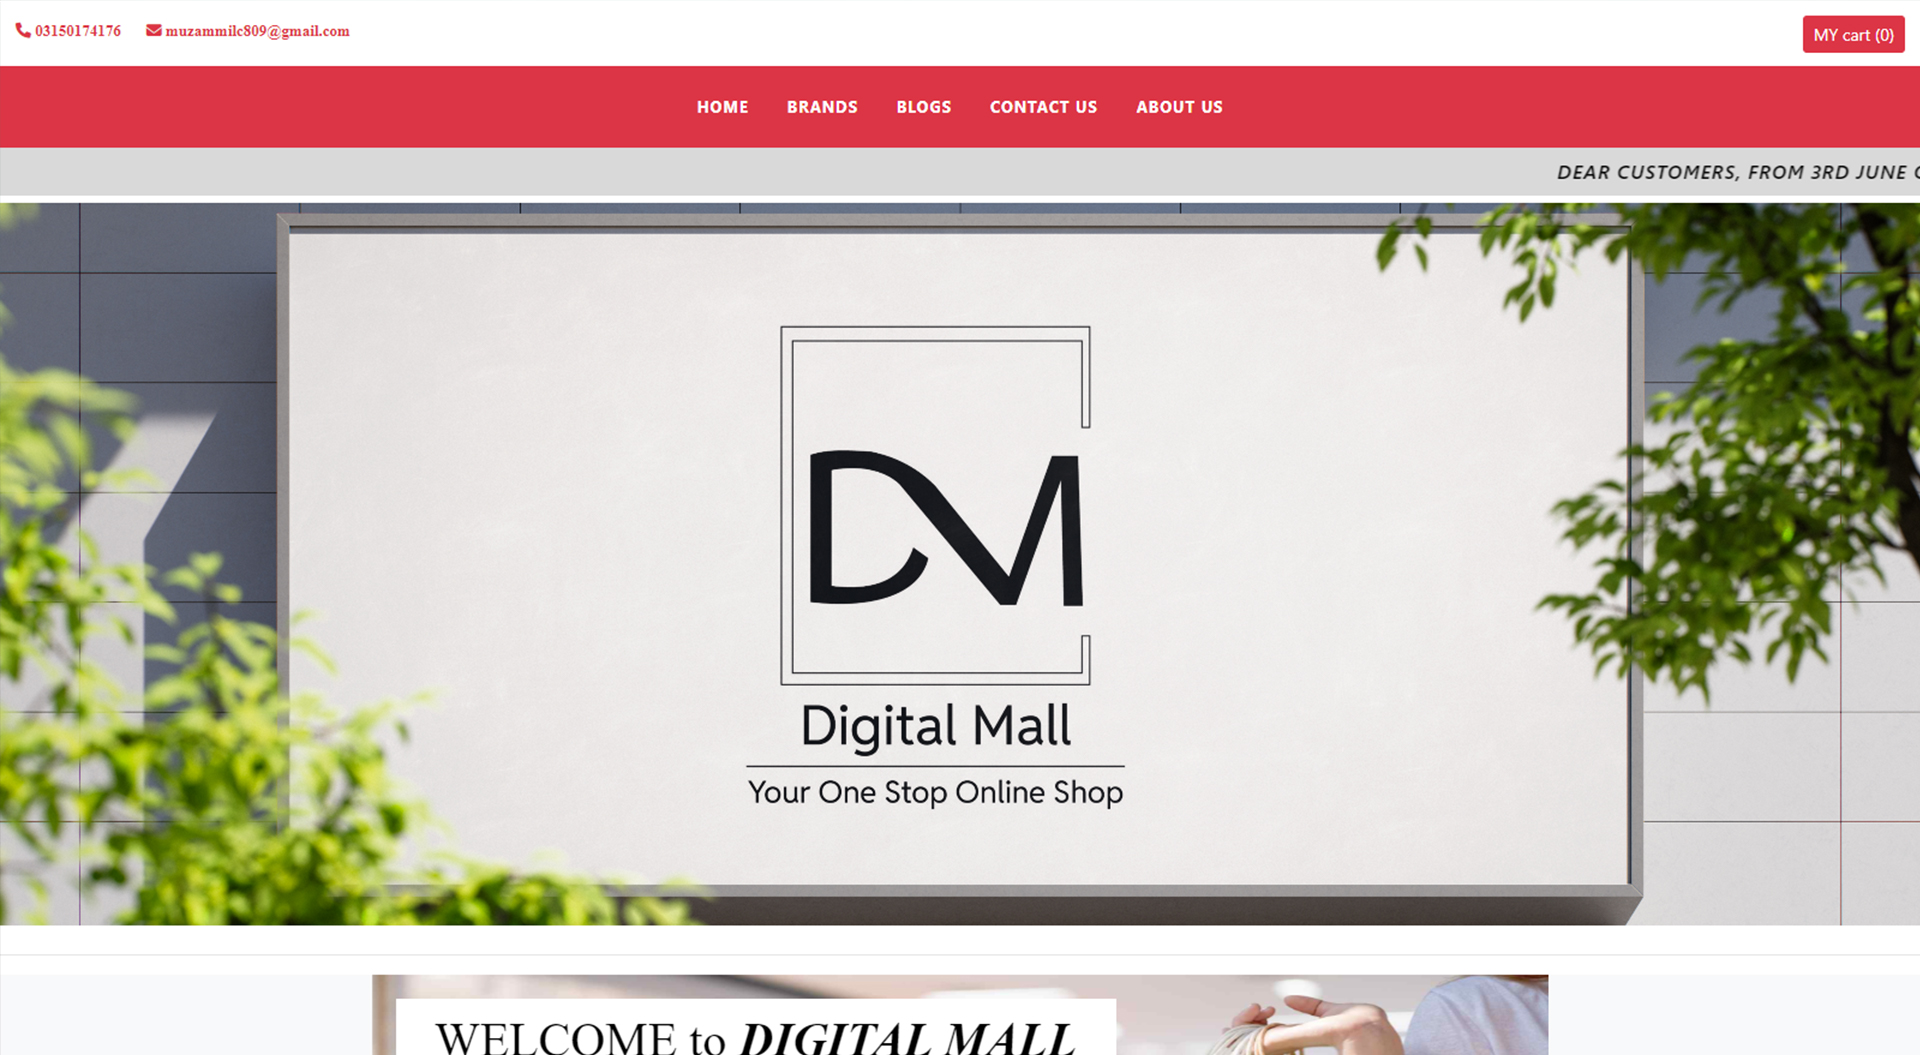 03150174176 muzammilc809@gmail.com MY cart (0)
HOME BRANDS BLOGS CONTACT US ABOUT US
DEAR CUSTOMERS, FROM 3RD JUNE
DM
Digital Mall
Your One Stop Online Shop
WELCOME to DIGITAL MALL